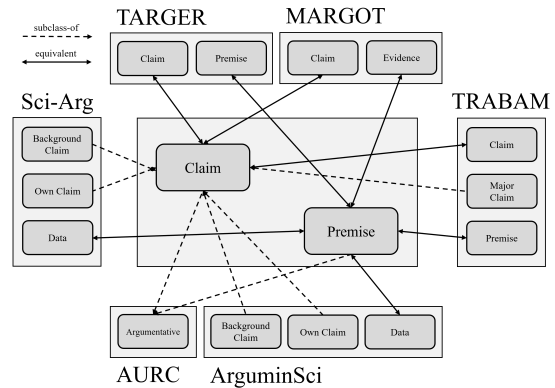 TARGER
MARGOT
subclass-of
equivalent
Claim
Premise
Claim
Evidence
Sci-Arg
TRABAM
Background
Claim
Own Claim
Data
Claim
Premise
Claim
Major
Claim
Premise
Argumentative
Background
Claim
Own Claim
Data
AURC
ArguminSci